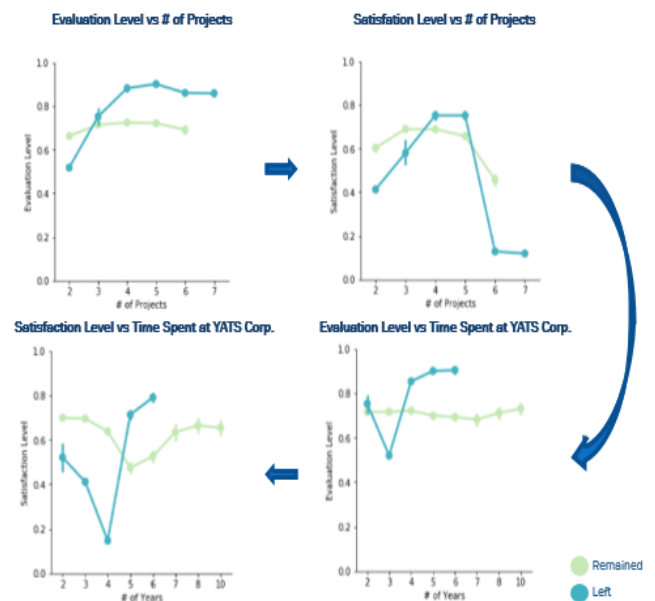 Evaluation Level vs # of Projects
Satisfation Level vs # of Projects
1.0
0.8
0.6
0.4
0.2
0.0
Evaluation Level
2 3 4 5 6 7
# of Projects
1.0
0.8
0.6
0.4
0.2
0.0
Satisfaction Level
2 3 4 5 6 7
# of Projects
Satisfaction Level vs Time Spent at YATS Corp.
Evaluation Level vs Time Spent at YATS Corp.
1.0
0.8
0.6
0.4
0.2
0.0
Satisfaction Level
2 3 4 5 6 7 8 10
# of Years
1.0
0.8
0.6
0.4
0.2
0.0
Evaluation Level
2 3 4 5 6 7 8 10
# of Years
Remained
Left